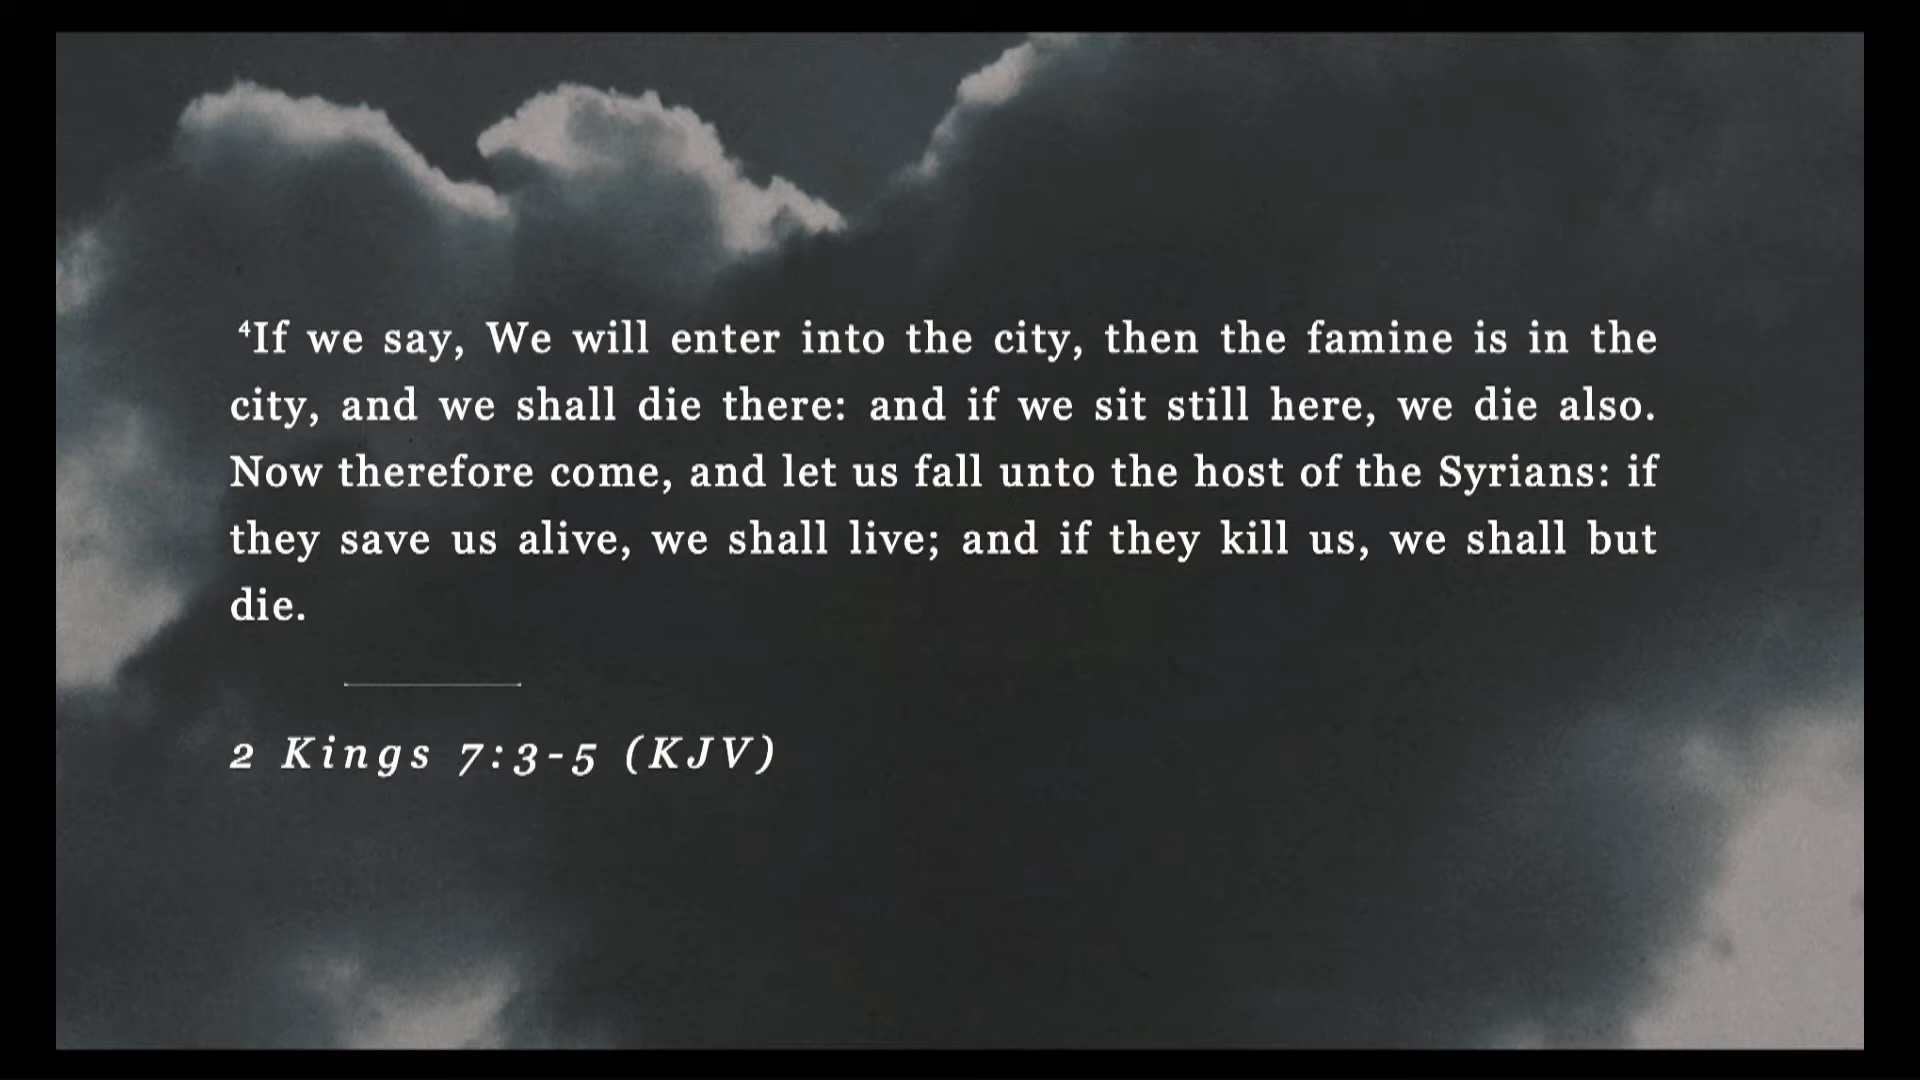 ⁴If we say, We will enter into the city, then the famine is in the
city, and we shall die there: and if we sit still here, we die also.
Now therefore come, and let us fall unto the host of the Syrians: if
they save us alive, we shall live; and if they kill us, we shall but
die.
2 Kings 7:3-5 (KJV)